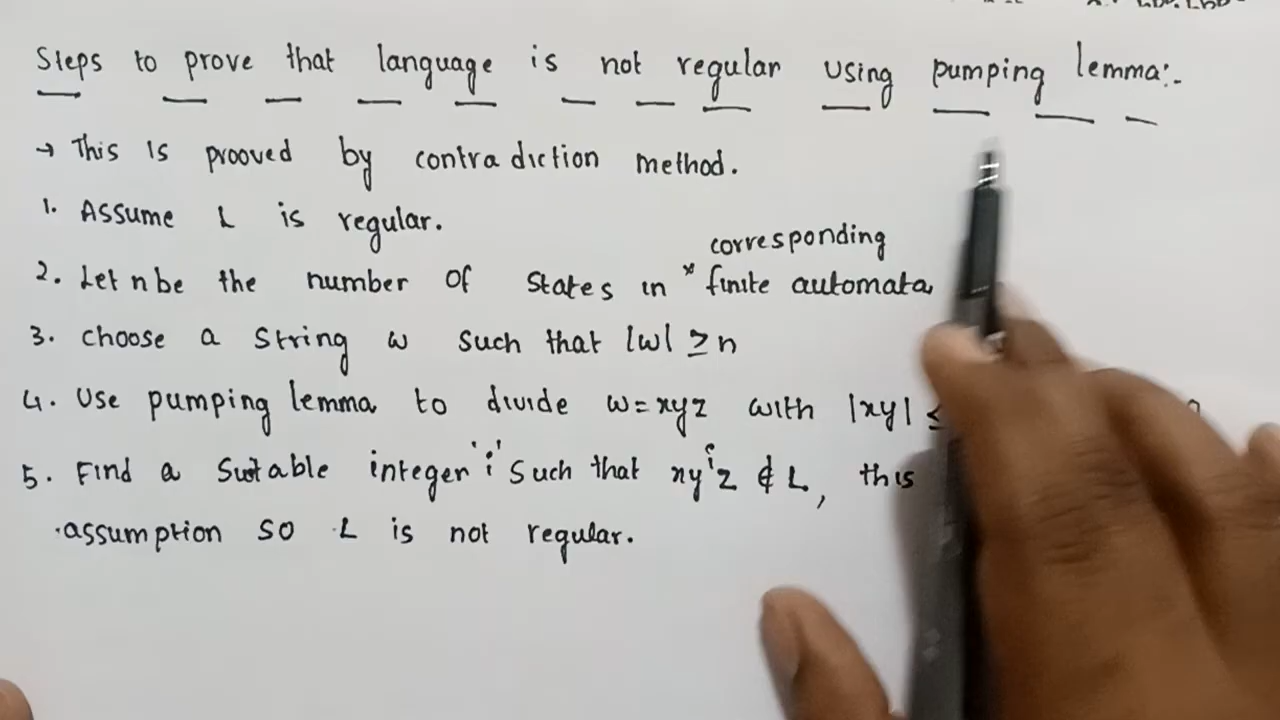 Steps to prove that language is not regular using pumping lemma:-
→ This is prooved by contradiction method.
1. Assume L is regular.
corresponding
2. Let n be the number of states in * finite automata
3. choose a string w such that |w| ≥ n
4. Use pumping lemma to divide w = xyz with |xy| ≤
5. Find a suitable integer 'i' such that xyⁱz ∉ L, this
assumption so L is not regular.